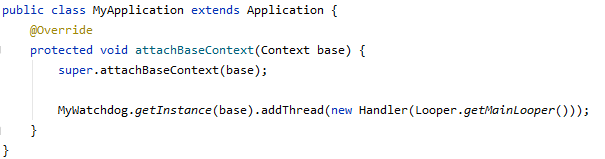 public class MyApplication extends Application {
    @Override
    protected void attachBaseContext(Context base) {
        super.attachBaseContext(base);
        MyWatchdog.getInstance(base).addThread(new Handler(Looper.getMainLooper()));
    }
}